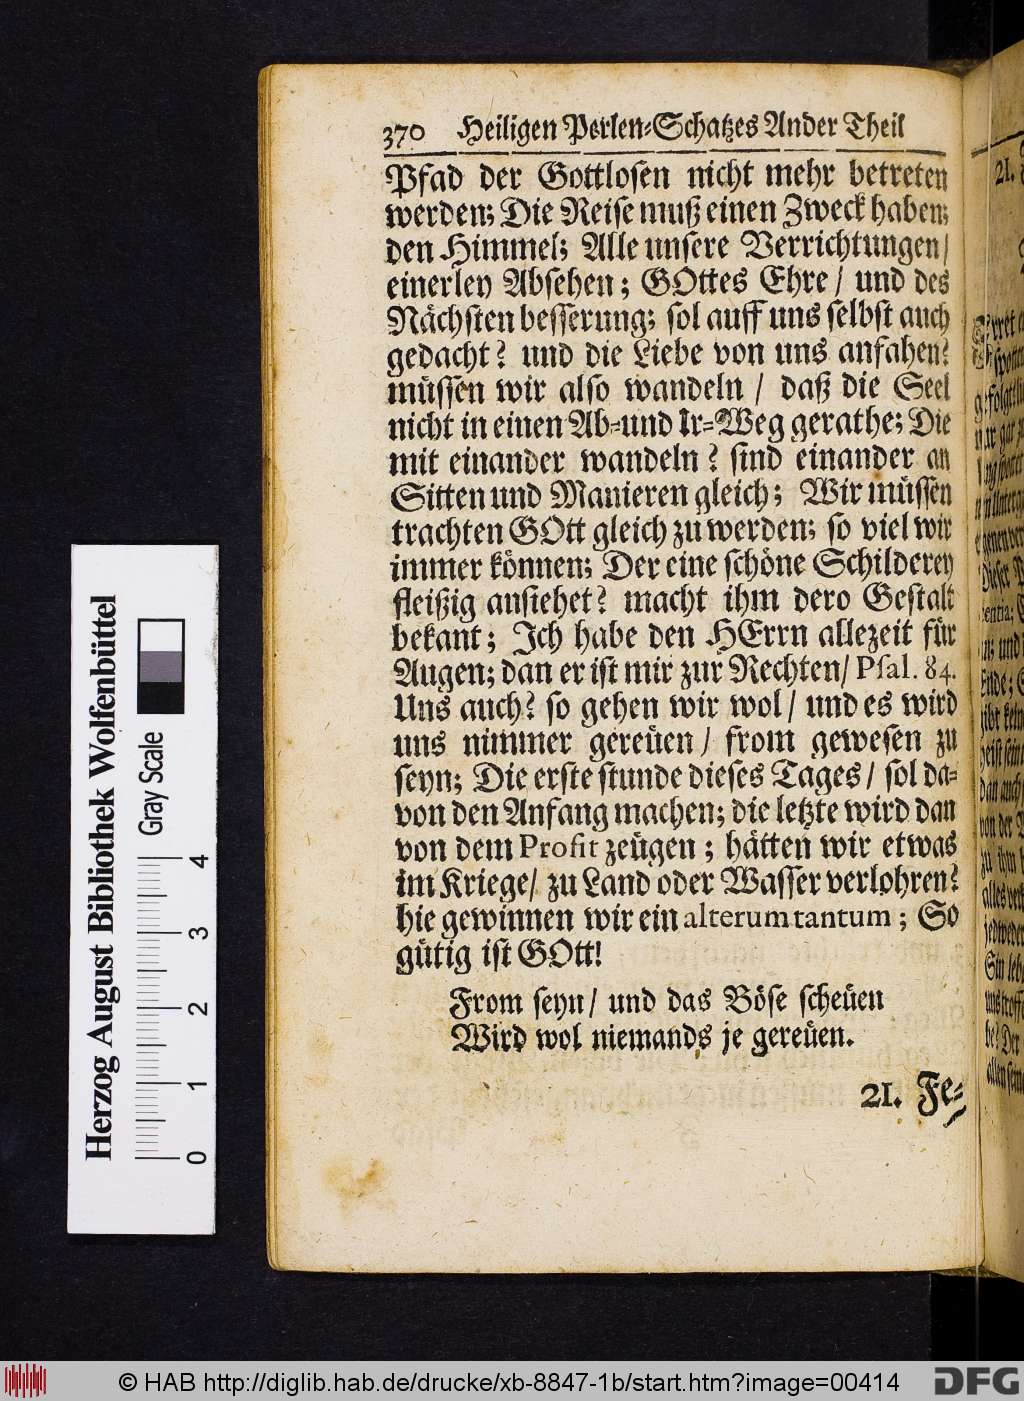 370 Heiligen Perlen=Schatzes Ander Theil
Pfad der Gottlosen nicht mehr betreten
werden; Die Reise muß einen Zweck haben;
den Himmel; Alle unsere Verrichtungen/
einerley Absehen; GOttes Ehre/ und des
Nächsten besserung; sol auff uns selbst auch
gedacht? und die Liebe von uns anfahen?
müssen wir also wandeln/ daß die Seel
nicht in einen Ab=und Ir=Weg gerathe; Die
mit einander wandeln? sind einander an
Sitten und Manieren gleich; Wir müssen
trachten GOtt gleich zu werden; so viel wir
immer können; Der eine schöne Schilderey
fleißig ansiehet? macht ihm dero Gestalt
bekant; Ich habe den HErrn allezeit für
Augen; dan er ist mir zur Rechten/ Psal. 84.
Uns auch? so gehen wir wol/ und es wird
uns nimmer gereüen/ from gewesen zu
seyn; Die erste stunde dieses Tages/ sol da=
von den Anfang machen; die letzte wird dan
von dem Profit zeügen; hätten wir etwas
im Kriege/ zu Land oder Wasser verlohren?
hie gewinnen wir ein alterum tantum; So
gütig ist GOtt!
From seyn/ und das Böse scheüen
Wird wol niemands je gereüen.
21. Fe=
21.
Herzog August Bibliothek Wolfenbüttel
Gray Scale
0 1 2 3 4
© HAB http://diglib.hab.de/drucke/xb-8847-1b/start.htm?image=00414
DFG